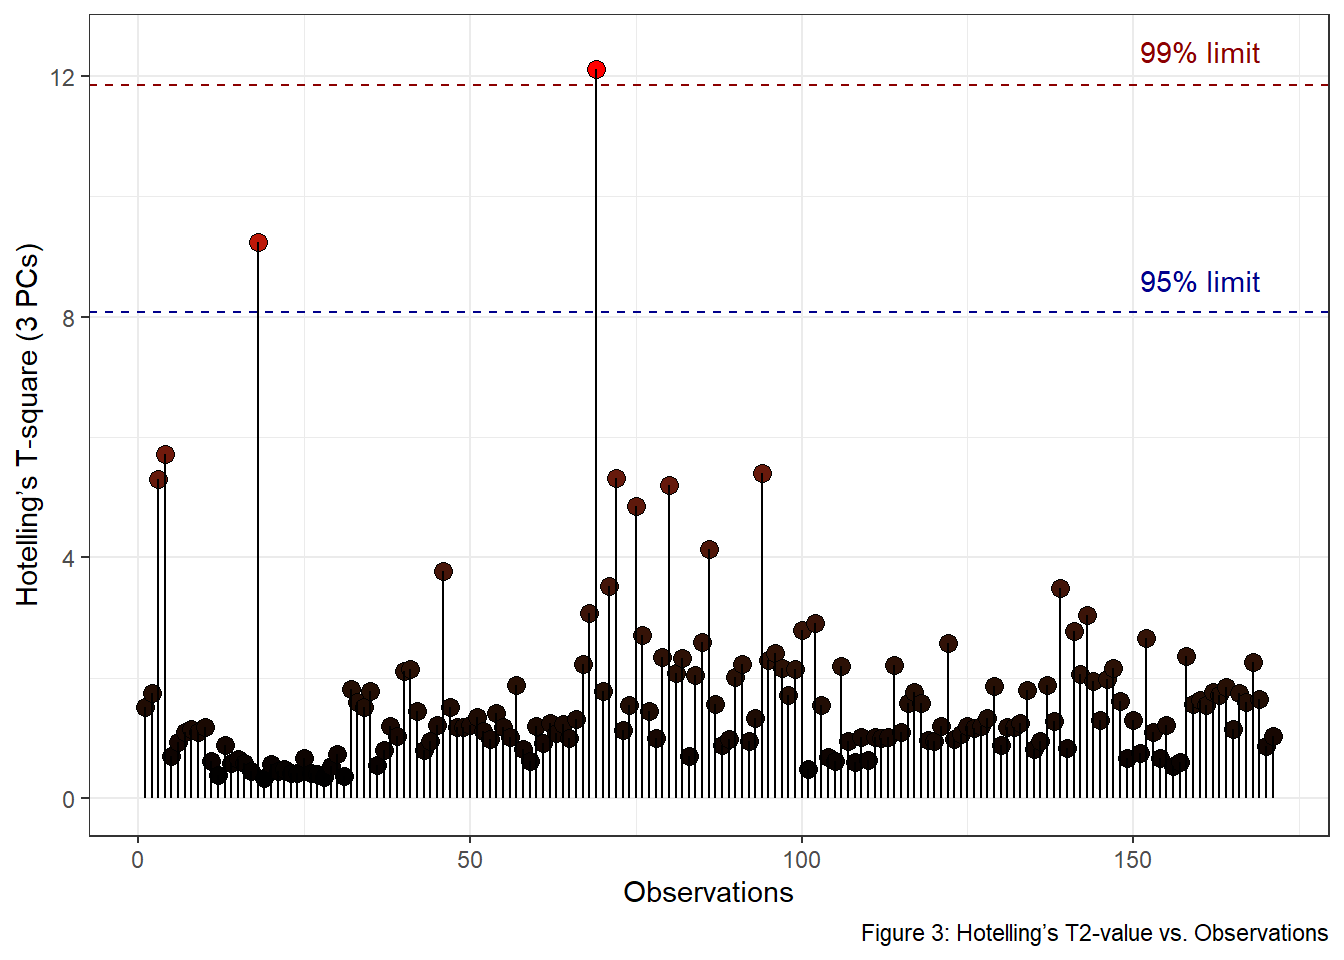 99% limit
12
95% limit
8
4
0
Hotelling’s T-square (3 PCs)
0
50
100
150
Observations
Figure 3: Hotelling’s T2-value vs. Observations